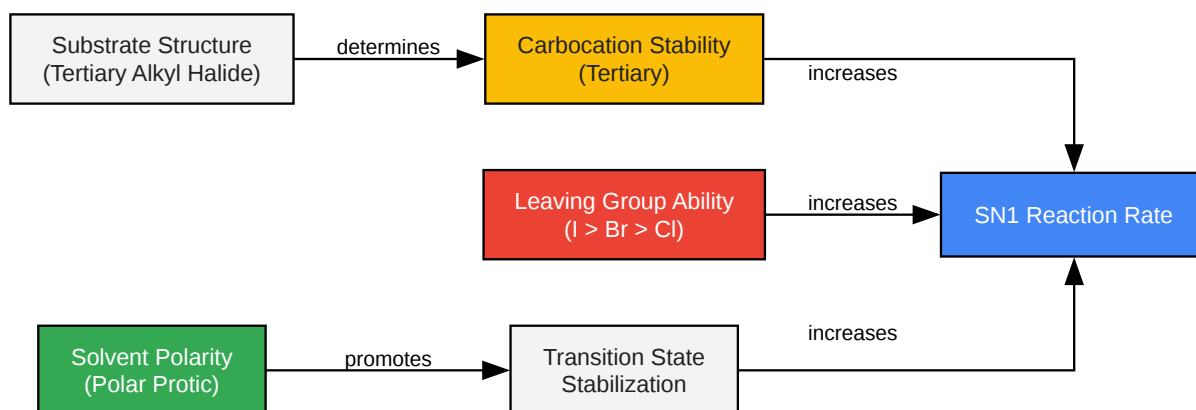 Substrate Structure
(Tertiary Alkyl Halide)
determines
Carbocation Stability
(Tertiary)
increases
Leaving Group Ability
(I > Br > Cl)
increases
SN1 Reaction Rate
Solvent Polarity
(Polar Protic)
promotes
Transition State
Stabilization
increases